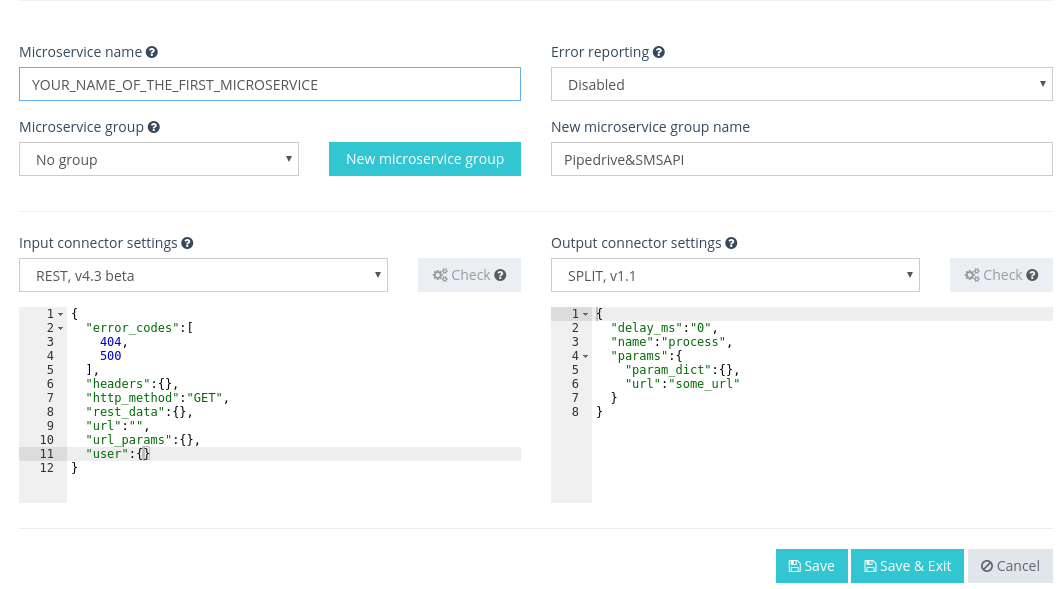 Microservice name
Error reporting
YOUR_NAME_OF_THE_FIRST_MICROSERVICE
Disabled
Microservice group
New microservice group name
No group
New microservice group
Pipedrive&SMSAPI
Input connector settings
Output connector settings
REST, v4.3 beta
Check
SPLIT, v1.1
Check
1 {
2 "error_codes":[
3 404,
4 500
5 ],
6 "headers":{},
7 "http_method":"GET",
8 "rest_data":{},
9 "url":"",
10 "url_params":{},
11 "user":{}
12 }
1 {
2 "delay_ms":"0",
3 "name":"process",
4 "params":{
5 "param_dict":{},
6 "url":"some_url"
7 }
8 }
Save
Save & Exit
Cancel